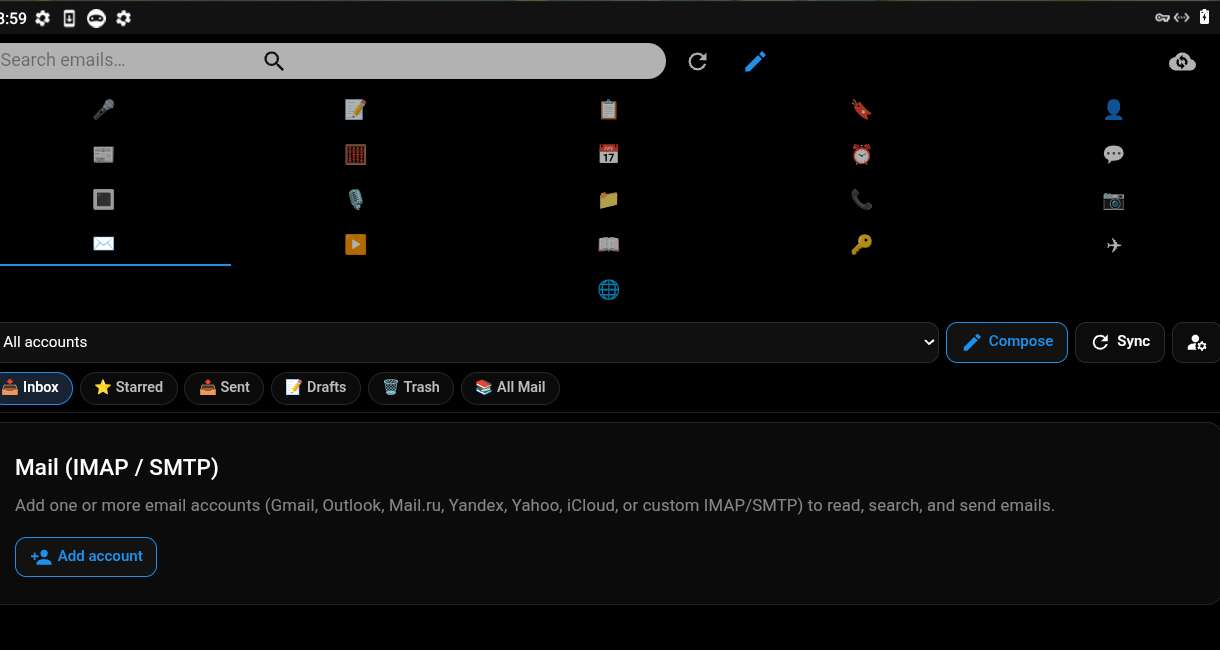 8:59
Search emails…
All accounts
Compose
Sync
Inbox
Starred
Sent
Drafts
Trash
All Mail
Mail (IMAP / SMTP)
Add one or more email accounts (Gmail, Outlook, Mail.ru, Yandex, Yahoo, iCloud, or custom IMAP/SMTP) to read, search, and send emails.
Add account